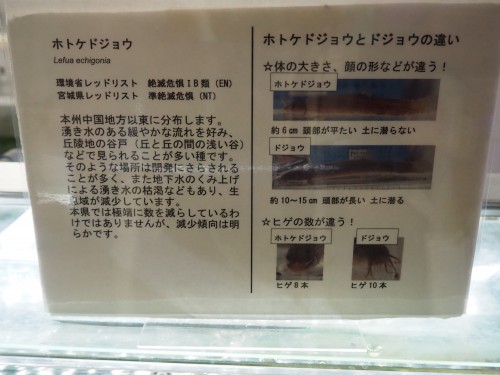 ホトケドジョウ
Lefua echigonia
環境省レッドリスト 絶滅危惧ⅠB類(EN)
宮城県レッドリスト 準絶滅危惧(NT)
本州中国地方以東に分布します。
湧き水のある緩やかな流れを好み、
丘陵地の谷戸(丘と丘の間の浅い谷)
などで見られることが多い種です。
そのような場所は開発にさらされる
ことが多く、また地下水のくみ上げ
による湧き水の枯渇などもあり、生
息域が減少しています。
本県では極端に数を減らしているわ
けではありませんが、減少傾向は明
らかです。
ホトケドジョウとドジョウの違い
☆体の大きさ、顔の形などが違う!
ホトケドジョウ
約6㎝ 頭部が平たい 土に潜らない
ドジョウ
約10~15㎝ 頭部が長い 土に潜る
☆ヒゲの数が違う!
ホトケドジョウ
ドジョウ
ヒゲ8本
ヒゲ10本